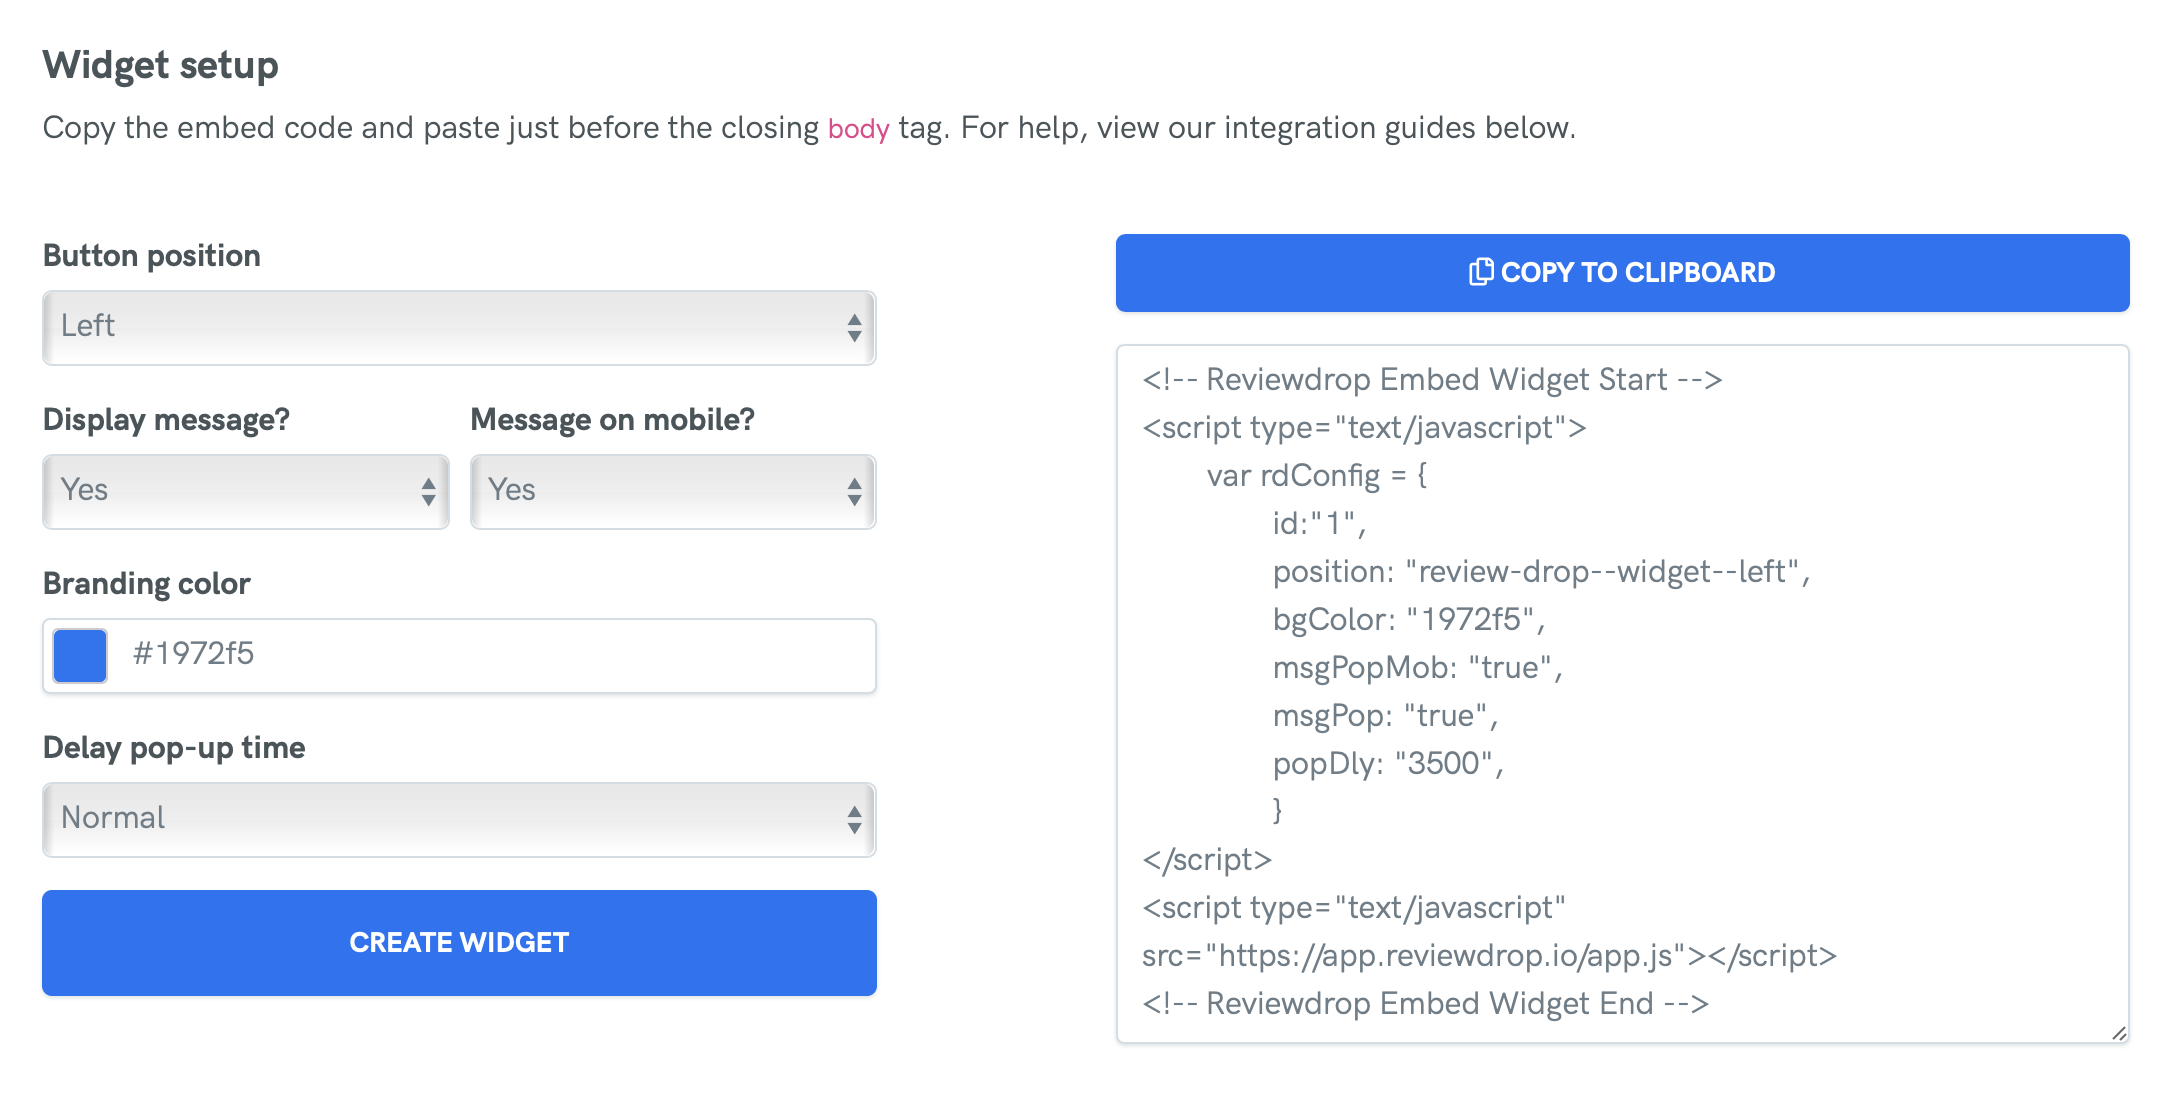 Widget setup
Copy the embed code and paste just before the closing body tag. For help, view our integration guides below.
Button position
Left
Display message?
Message on mobile?
Yes
Yes
Branding color
#1972f5
Delay pop-up time
Normal
CREATE WIDGET
COPY TO CLIPBOARD
<!-- Reviewdrop Embed Widget Start -->
<script type="text/javascript">
var rdConfig = {
id:"1",
position: "review-drop--widget--left",
bgColor: "1972f5",
msgPopMob: "true",
msgPop: "true",
popDly: "3500",
}
</script>
<script type="text/javascript"
src="https://app.reviewdrop.io/app.js"></script>
<!-- Reviewdrop Embed Widget End -->